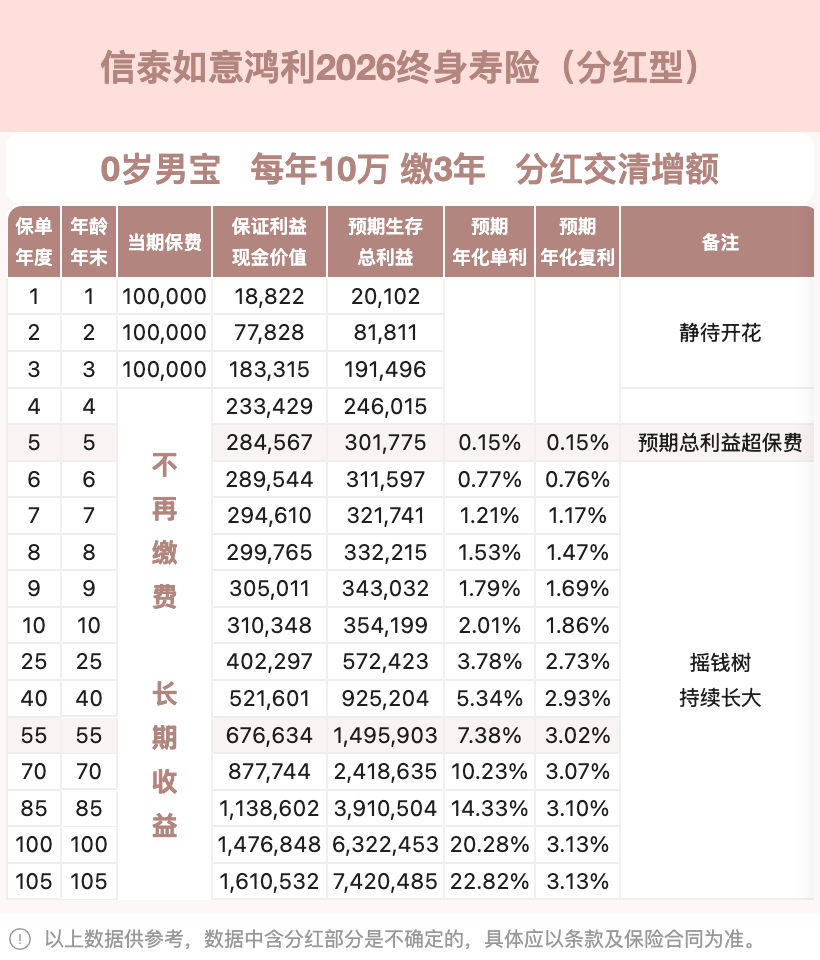 信泰如意鸿利2026终身寿险（分红型）
0岁男宝 每年10万 缴3年 分红交清增额
保单年度 年龄年末 当期保费 保证利益现金价值 预期生存总利益 预期年化单利 预期年化复利 备注
1 1 100,000 18,822 20,102
2 2 100,000 77,828 81,811 静待开花
3 3 100,000 183,315 191,496
4 4 233,429 246,015
5 5 284,567 301,775 0.15% 0.15% 预期总利益超保费
6 6 289,544 311,597 0.77% 0.76%
7 7 294,610 321,741 1.21% 1.17%
8 8 299,765 332,215 1.53% 1.47%
9 9 305,011 343,032 1.79% 1.69%
10 10 310,348 354,199 2.01% 1.86%
25 25 402,297 572,423 3.78% 2.73% 摇钱树
40 40 521,601 925,204 5.34% 2.93% 持续长大
55 55 676,634 1,495,903 7.38% 3.02%
70 70 877,744 2,418,635 10.23% 3.07%
85 85 1,138,602 3,910,504 14.33% 3.10%
100 100 1,476,848 6,322,453 20.28% 3.13%
105 105 1,610,532 7,420,485 22.82% 3.13%
不再缴费 长期收益
以上数据供参考，数据中含分红部分是不确定的，具体应以条款及保险合同为准。